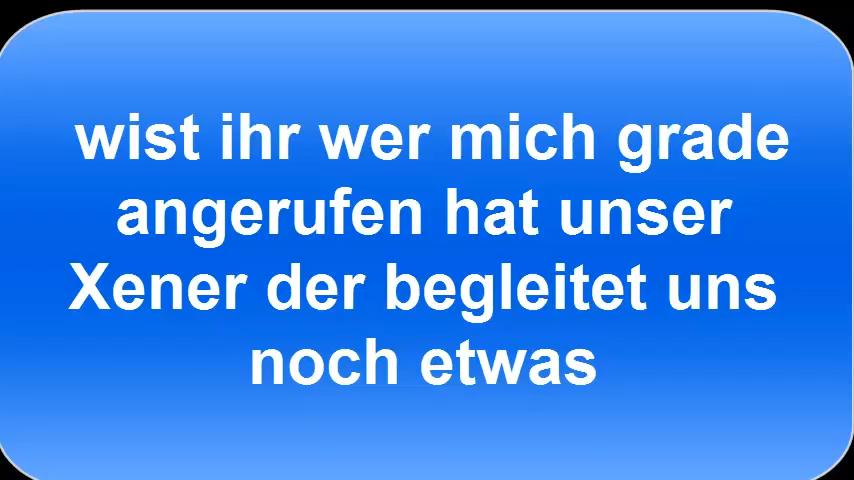 wist ihr wer mich grade
angerufen hat unser
Xener der begleitet uns
noch etwas